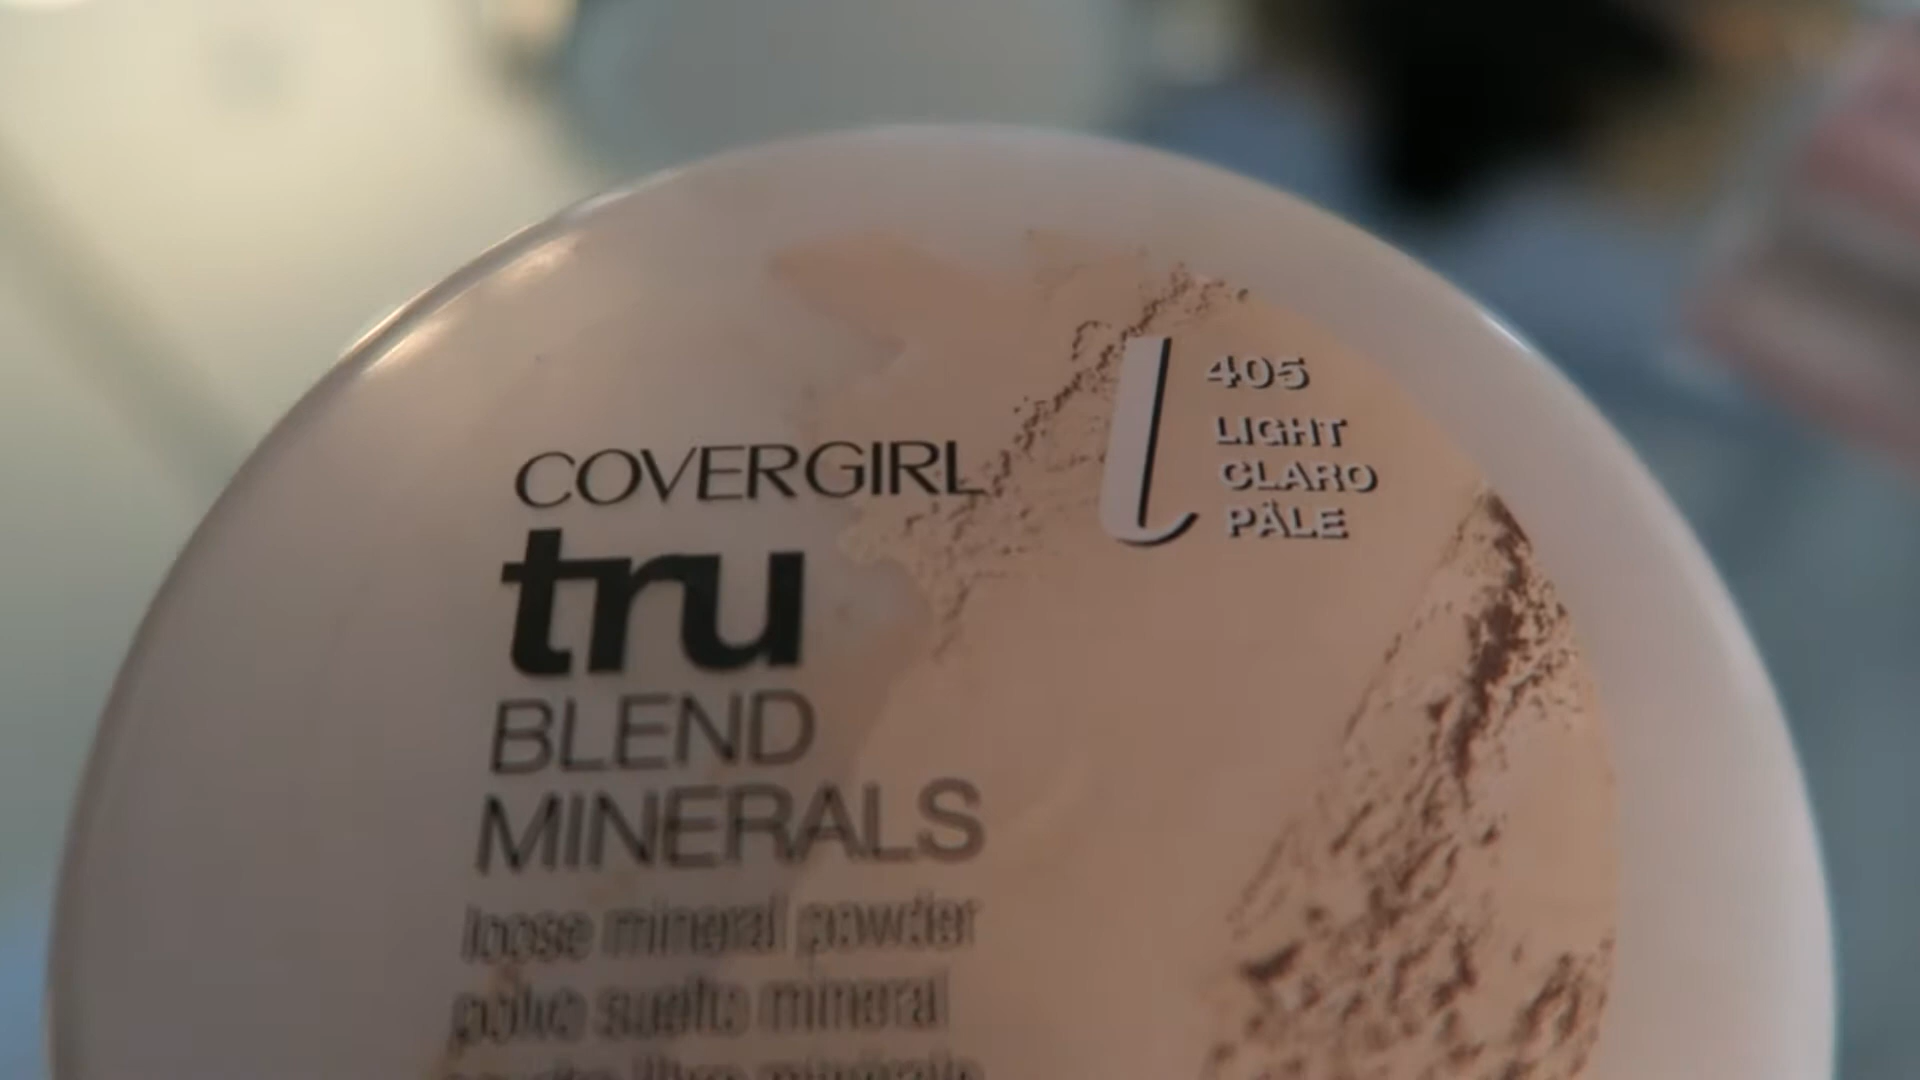 COVERGIRL
tru
BLEND
MINERALS
loose mineral powder
polvo suelto mineral
l
405
LIGHT
CLARO
PÂLE